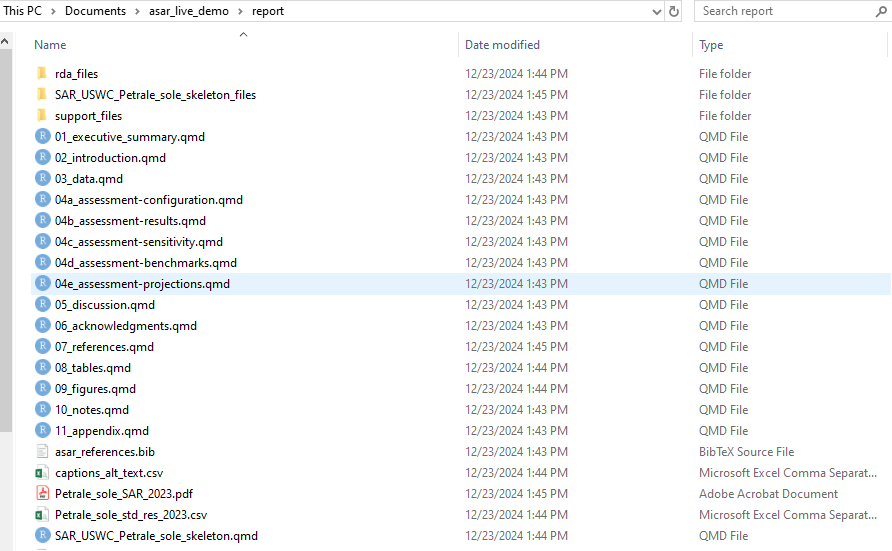 This PC > Documents > asar_live_demo > report Search report
Name Date modified Type
rda_files 12/23/2024 1:44 PM File folder
SAR_USWC_Petrale_sole_skeleton_files 12/23/2024 1:45 PM File folder
support_files 12/23/2024 1:43 PM File folder
R 01_executive_summary.qmd 12/23/2024 1:43 PM QMD File
R 02_introduction.qmd 12/23/2024 1:43 PM QMD File
R 03_data.qmd 12/23/2024 1:43 PM QMD File
R 04a_assessment-configuration.qmd 12/23/2024 1:43 PM QMD File
R 04b_assessment-results.qmd 12/23/2024 1:43 PM QMD File
R 04c_assessment-sensitivity.qmd 12/23/2024 1:43 PM QMD File
R 04d_assessment-benchmarks.qmd 12/23/2024 1:43 PM QMD File
R 04e_assessment-projections.qmd 12/23/2024 1:43 PM QMD File
R 05_discussion.qmd 12/23/2024 1:43 PM QMD File
R 06_acknowledgments.qmd 12/23/2024 1:43 PM QMD File
R 07_references.qmd 12/23/2024 1:45 PM QMD File
R 08_tables.qmd 12/23/2024 1:44 PM QMD File
R 09_figures.qmd 12/23/2024 1:44 PM QMD File
R 10_notes.qmd 12/23/2024 1:43 PM QMD File
R 11_appendix.qmd 12/23/2024 1:43 PM QMD File
asar_references.bib 12/23/2024 1:43 PM BibTeX Source File
captions_alt_text.csv 12/23/2024 1:44 PM Microsoft Excel Comma Separat...
Petrale_sole_SAR_2023.pdf 12/23/2024 1:45 PM Adobe Acrobat Document
Petrale_sole_std_res_2023.csv 12/23/2024 1:44 PM Microsoft Excel Comma Separat...
R SAR_USWC_Petrale_sole_skeleton.qmd 12/23/2024 1:44 PM QMD File